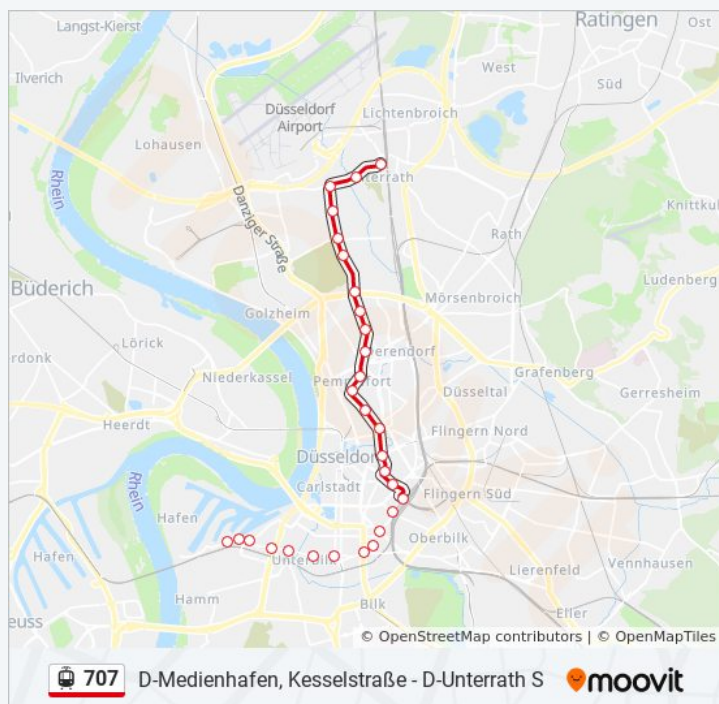 Langst-Kierst
Ratingen
Ost
West
Ilverich
Süd
Düsseldorf
Airport
Lichtenbroich
Lohausen
Rhein
Danziger Straße
Rath
Knittku
Ludenberg
Büderich
Mörsenbroich
Golzheim
Lörick
Grafenberg
Niederkassel
Düsseltal
Gerresheim
Heerdt
Flingern Nord
Düsseldorf
Rhein
Carlstadt
Flingern Süd
Hafen
Oberbilk
Hafen
Vennhausen
Lierenfeld
Hamm
Bilk
Eller
© OpenStreetMap contributors | © OpenMapTiles
707 D-Medienhafen, Kesselstraße - D-Unterrath S moovit